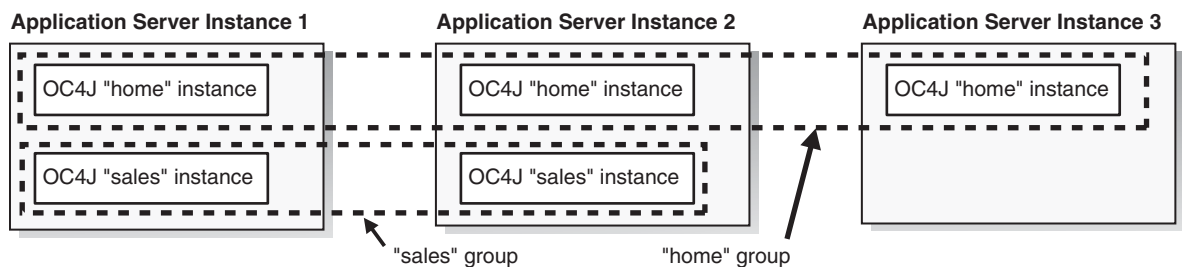 Application Server Instance 1
Application Server Instance 2
Application Server Instance 3
OC4J "home" instance
OC4J "home" instance
OC4J "home" instance
OC4J "sales" instance
OC4J "sales" instance
"sales" group
"home" group